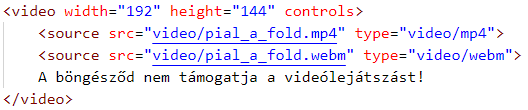 <video width="192" height="144" controls>
<source src="video/pial_a_fold.mp4" type="video/mp4">
<source src="video/pial_a_fold.webm" type="video/webm">
A böngésződ nem támogatja a videólejátszást!
</video>